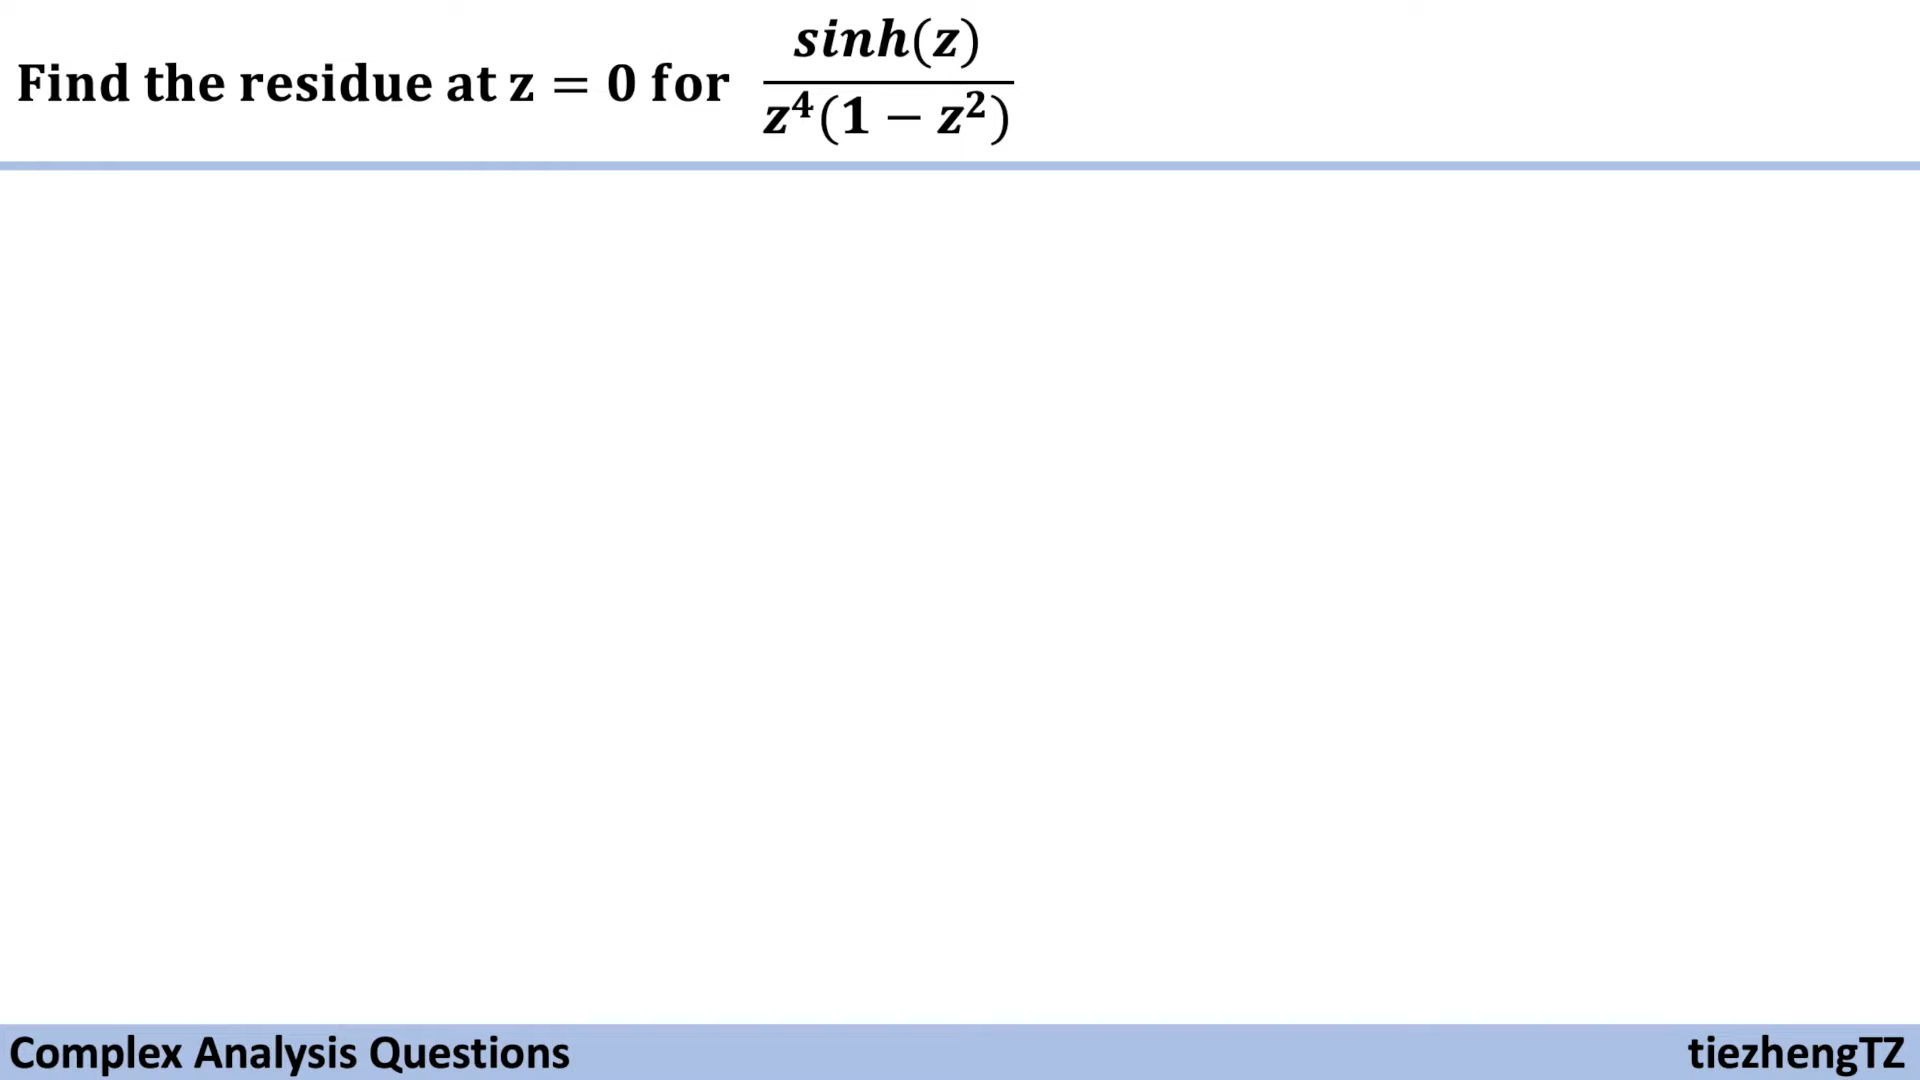 Find the residue at z = 0 for sinh(z) / z⁴(1 − z²)
Complex Analysis Questions
tiezhengTZ